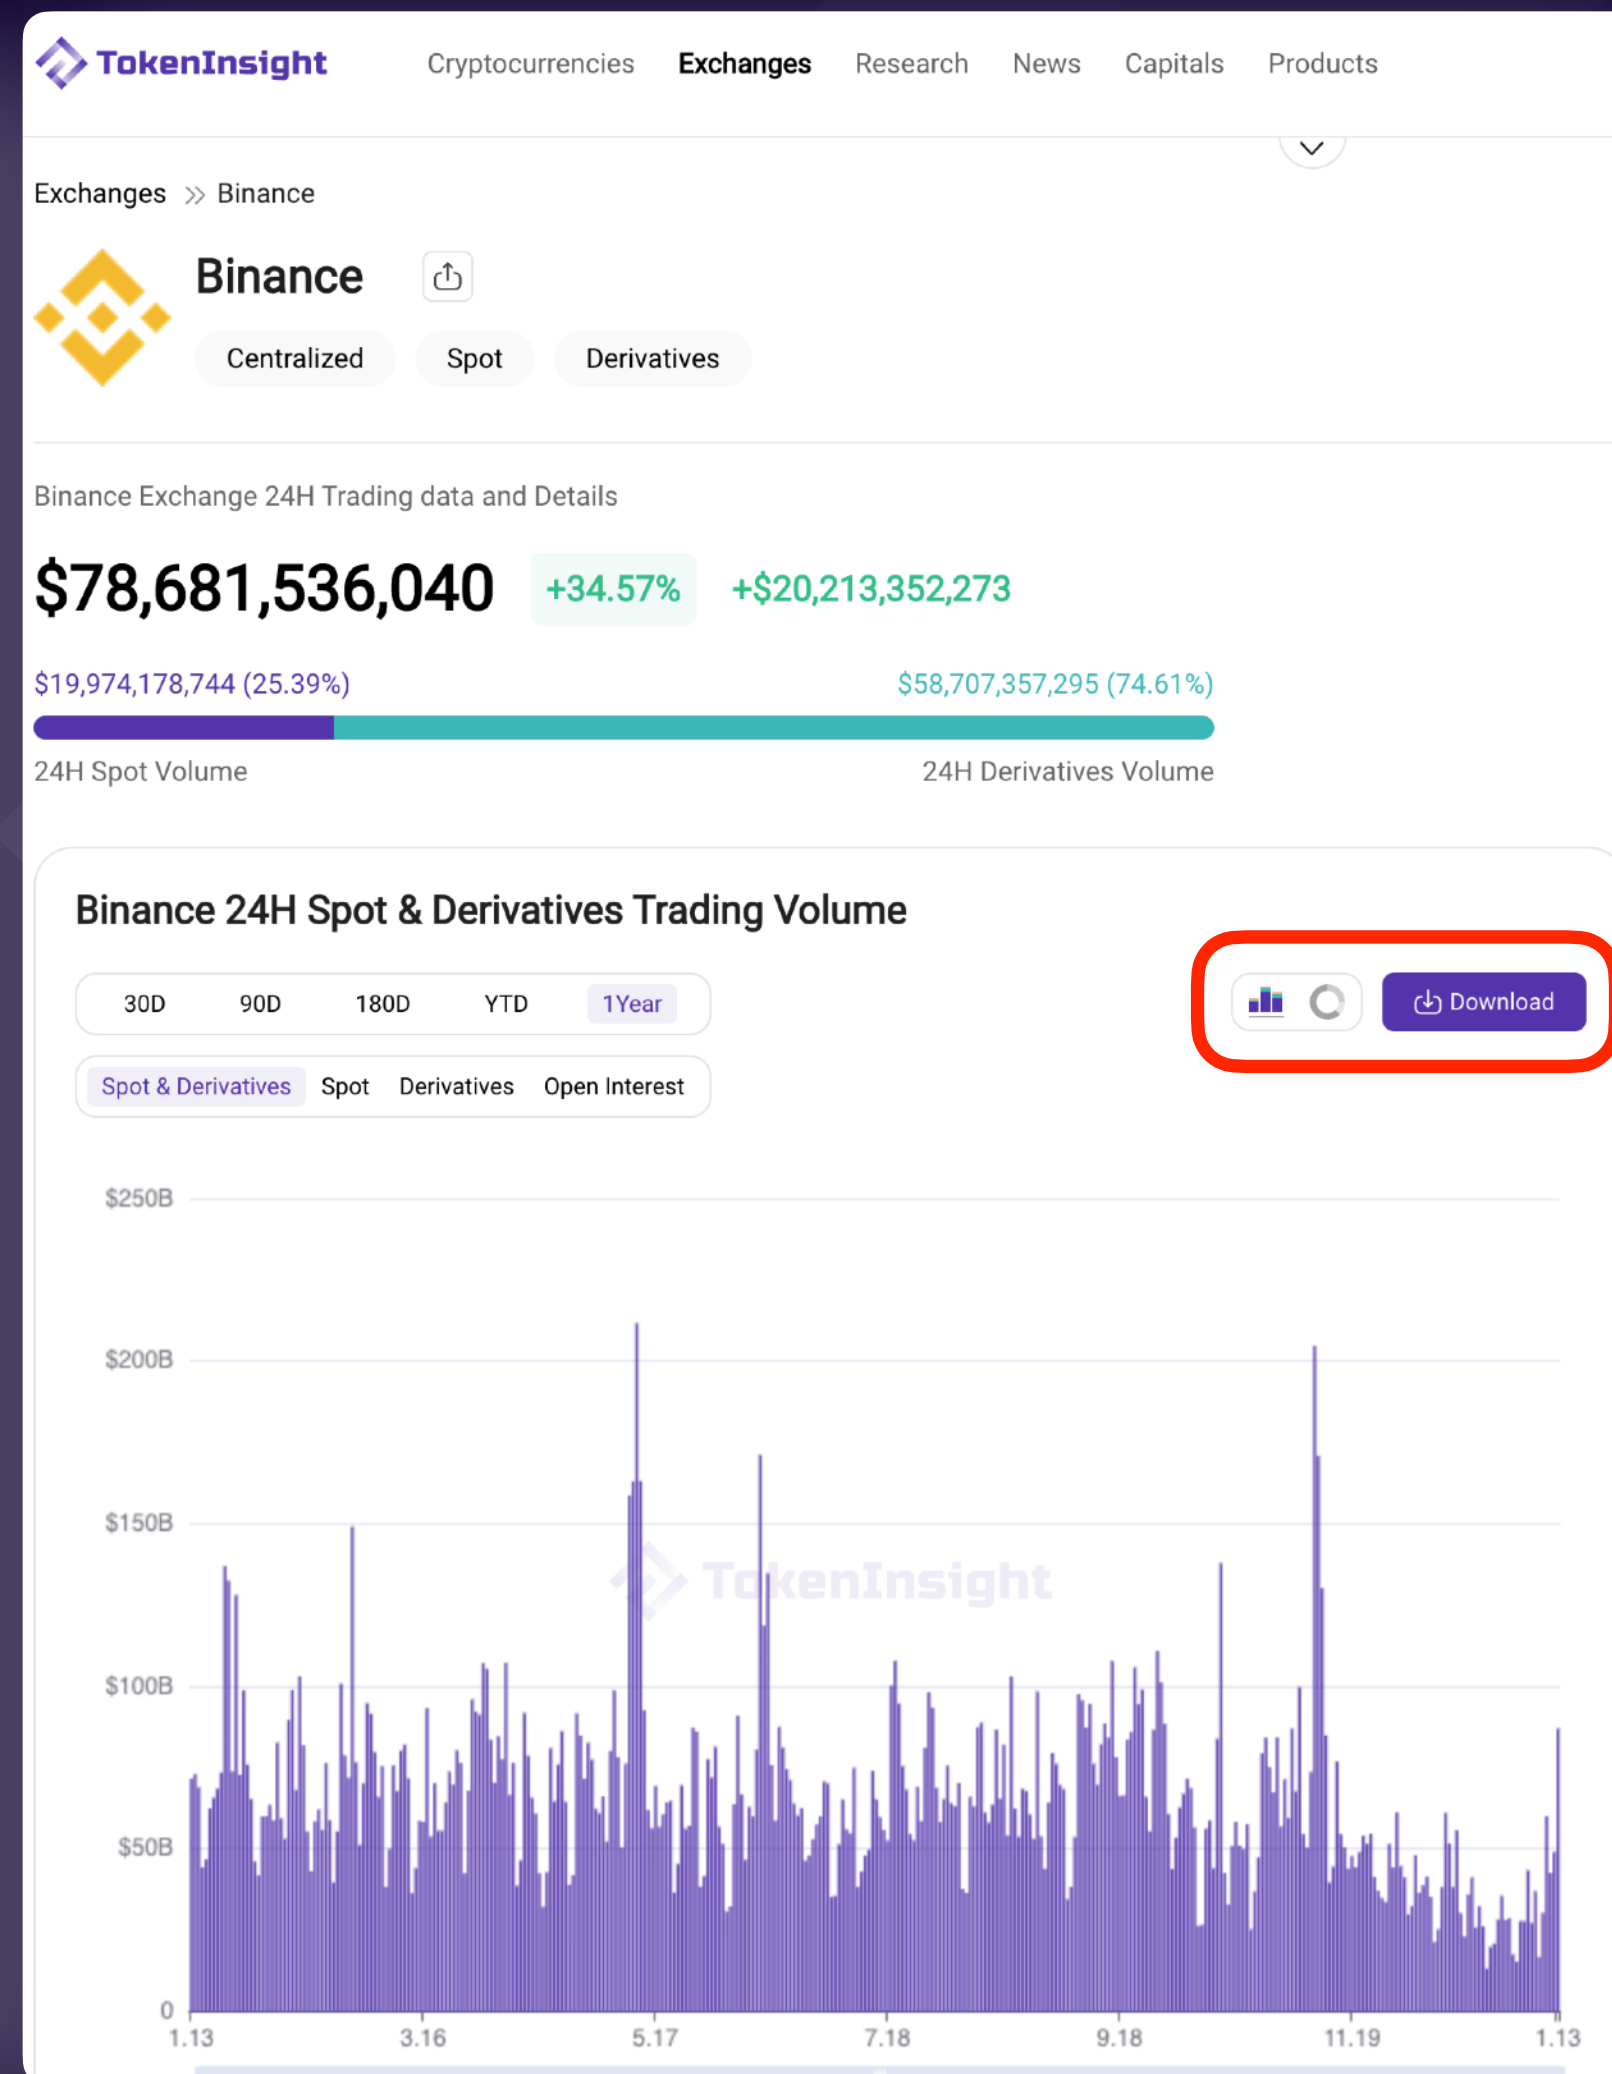 TokenInsight Cryptocurrencies Exchanges Research News Capitals Products
Exchanges >> Binance
Binance
Centralized Spot Derivatives
Binance Exchange 24H Trading data and Details
$78,681,536,040 +34.57% +$20,213,352,273
$19,974,178,744 (25.39%) $58,707,357,295 (74.61%)
24H Spot Volume 24H Derivatives Volume
Binance 24H Spot & Derivatives Trading Volume
30D 90D 180D YTD 1Year Download
Spot & Derivatives Spot Derivatives Open Interest
$250B
$200B
$150B
TokenInsight
$100B
$50B
0
1.13 3.16 5.17 7.18 9.18 11.19 1.13